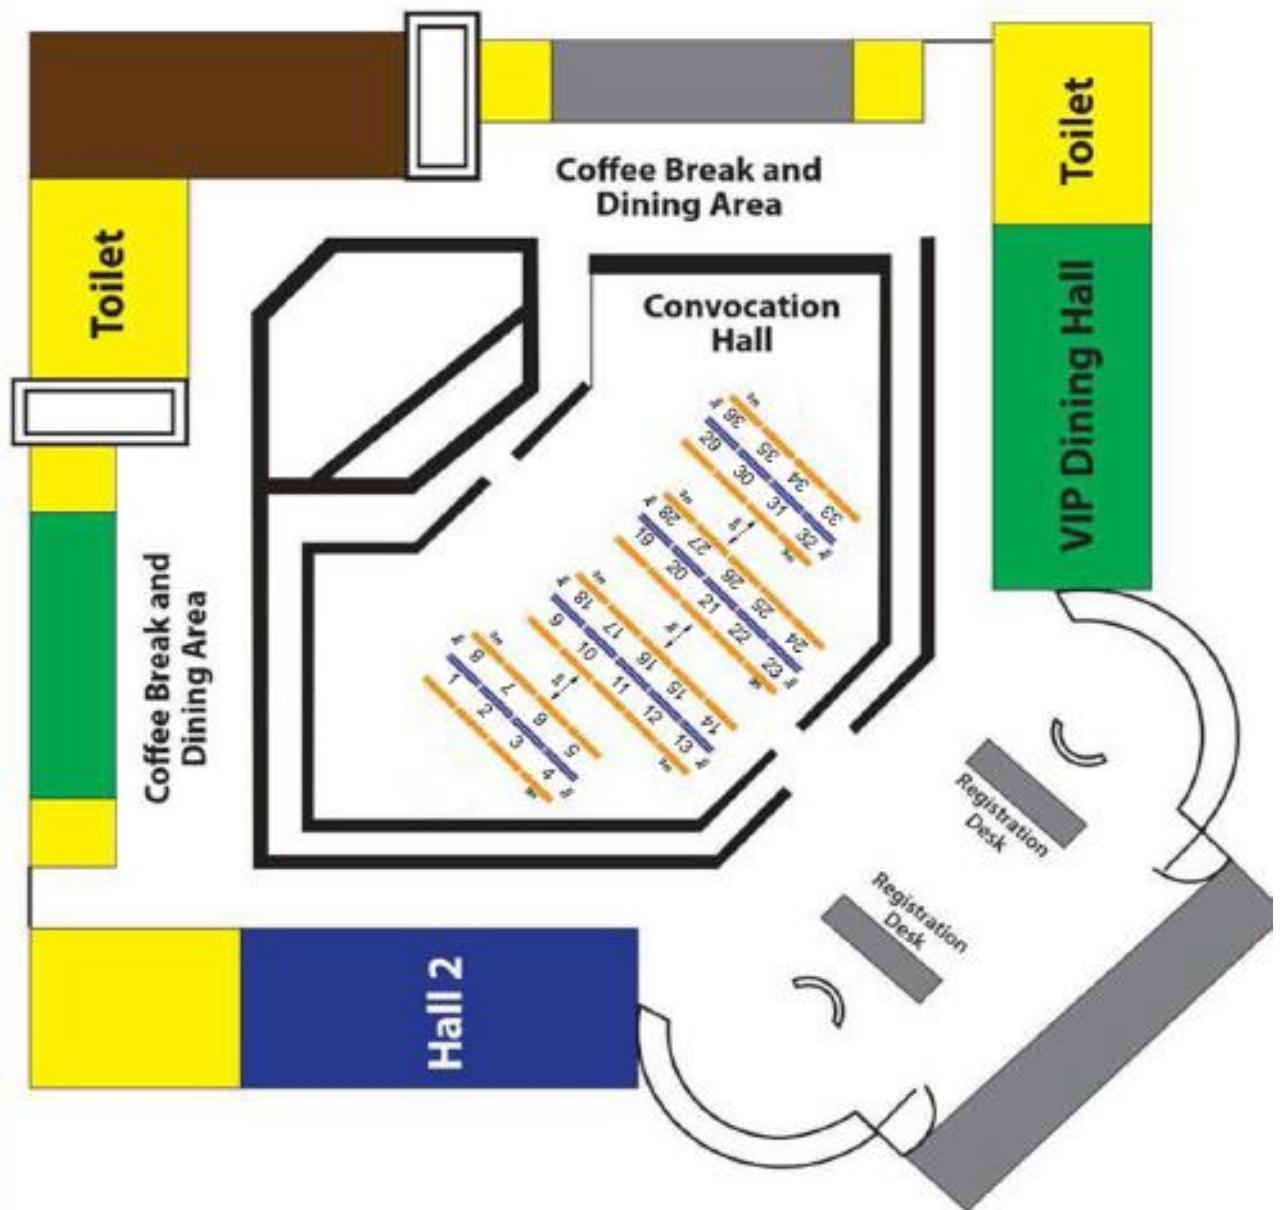 Toilet
Coffee Break and
Dining Area
Toilet
Convocation
Hall
VIP Dining Hall
36
35
34
33
29
30
31
32
28
27
26
25
24
19
20
21
22
23
18
17
16
15
14
9
10
11
12
13
8
7
6
5
1
2
3
4
Coffee Break and
Dining Area
Registration
Desk
Registration
Desk
Hall 2